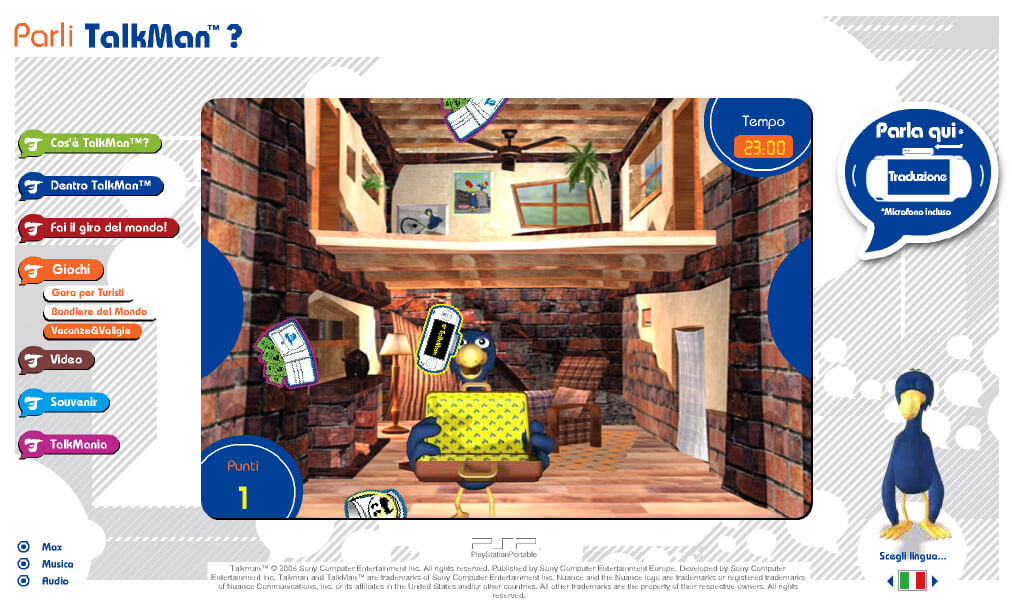 Parli TalkMan™ ?
Cos'è TalkMan™?
Dentro TalkMan™
Fai il giro del mondo!
Giochi
Gara per Turisti
Bandiere del Mondo
Vacanze&Valigie
Video
Souvenir
TalkMania
Max
Musica
Audio
Tempo
23:00
Punti
1
Parla qui*
Traduzione
*Microfono incluso
Scegli lingua...
PSP
PlayStationPortable
Talkman™ © 2006 Sony Computer Entertainment Inc. All rights reserved. Published by Sony Computer Entertainment Europe. Developed by Sony Computer
Entertainment Inc. Talkman and TalkMan™ are trademarks of Sony Computer Entertainment Inc. Nuance and the Nuance logo are trademarks or registered trademarks
of Nuance Communications, Inc. or its affiliates in the United States and/or other countries. All other trademarks are the property of their respective owners. All rights
reserved.